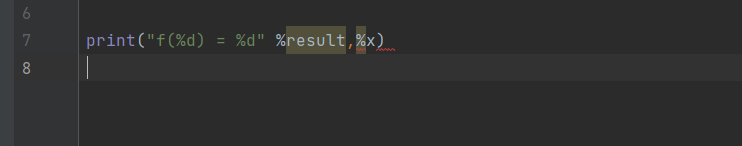 6
7 print("f(%d) = %d" %result,%x)
8